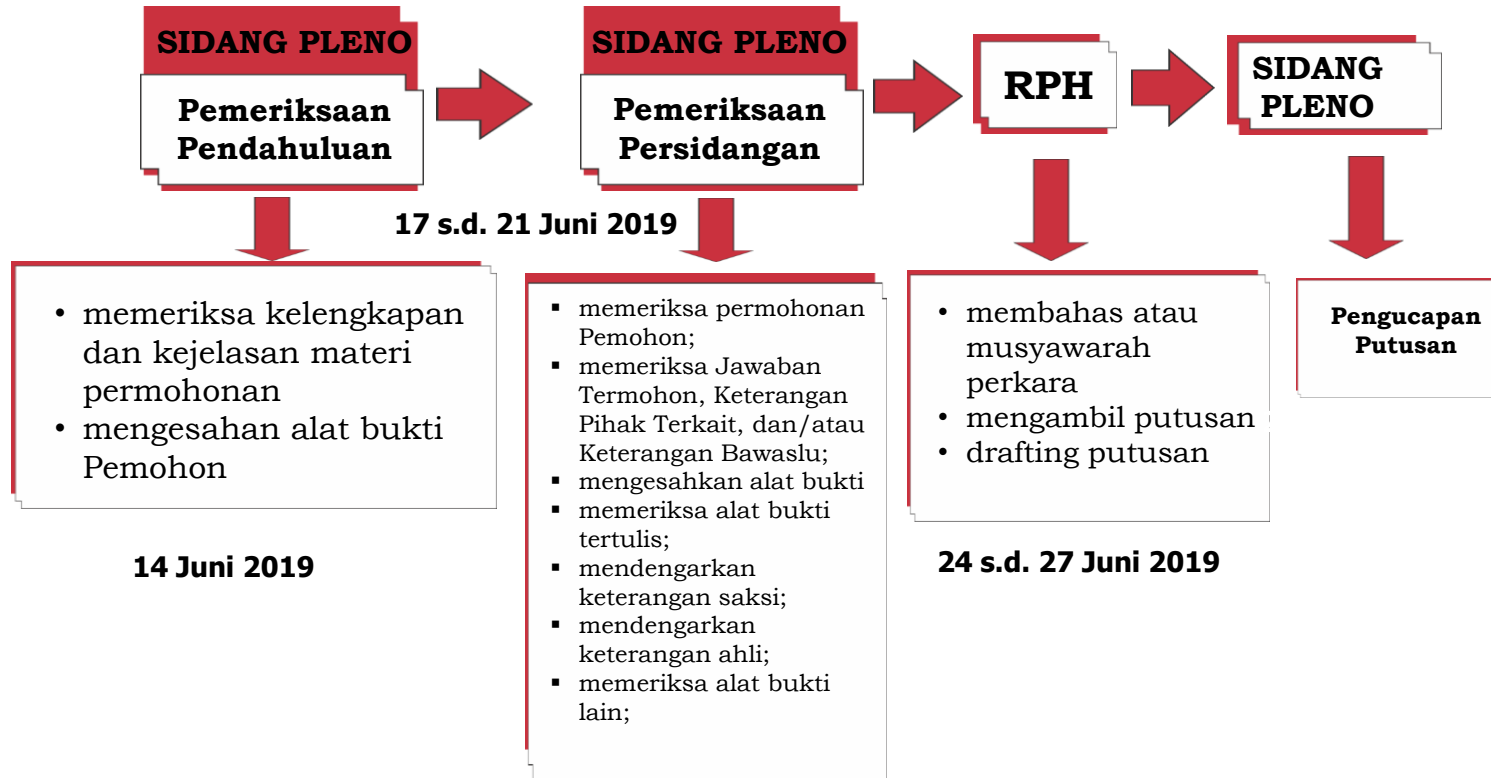 SIDANG PLENO
Pemeriksaan
Pendahuluan
SIDANG PLENO
Pemeriksaan
Persidangan
RPH
SIDANG
PLENO
17 s.d. 21 Juni 2019
• memeriksa kelengkapan
dan kejelasan materi
permohonan
• mengesahan alat bukti
Pemohon
14 Juni 2019
▪ memeriksa permohonan
Pemohon;
▪ memeriksa Jawaban
Termohon, Keterangan
Pihak Terkait, dan/atau
Keterangan Bawaslu;
▪ mengesahkan alat bukti
▪ memeriksa alat bukti
tertulis;
▪ mendengarkan
keterangan saksi;
▪ mendengarkan
keterangan ahli;
▪ memeriksa alat bukti
lain;
• membahas atau
musyawarah
perkara
• mengambil putusan
• drafting putusan
24 s.d. 27 Juni 2019
Pengucapan
Putusan